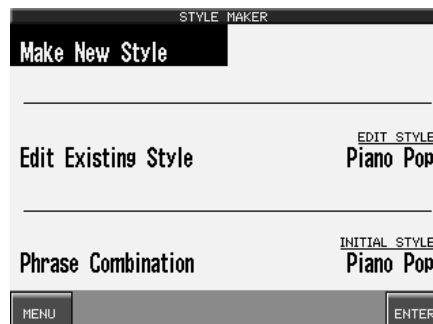 STYLE MAKER
Make New Style
EDIT STYLE
Edit Existing Style Piano Pop
INITIAL STYLE
Phrase Combination Piano Pop
MENU ENTER